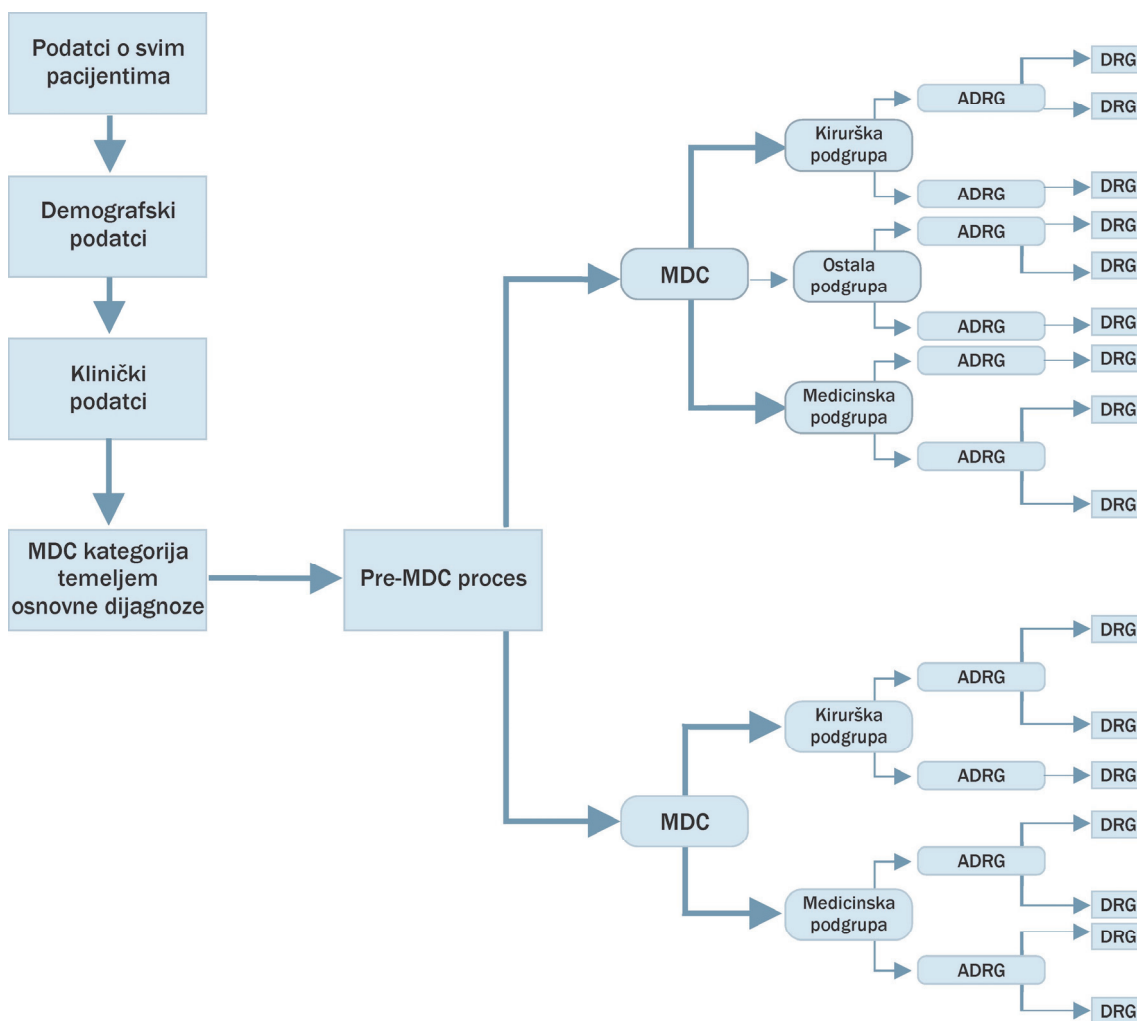 Podatci o svim
pacijentima
Demografski
podatci
Klinički
podatci
MDC kategorija
temeljem
osnovne dijagnoze
Pre-MDC proces
MDC
Kirurška
podgrupa
ADRG
DRG
DRG
ADRG
DRG
Ostala
podgrupa
ADRG
DRG
DRG
ADRG
DRG
Medicinska
podgrupa
ADRG
DRG
ADRG
DRG
DRG
MDC
Kirurška
podgrupa
ADRG
DRG
DRG
ADRG
DRG
Medicinska
podgrupa
ADRG
DRG
DRG
ADRG
DRG
DRG